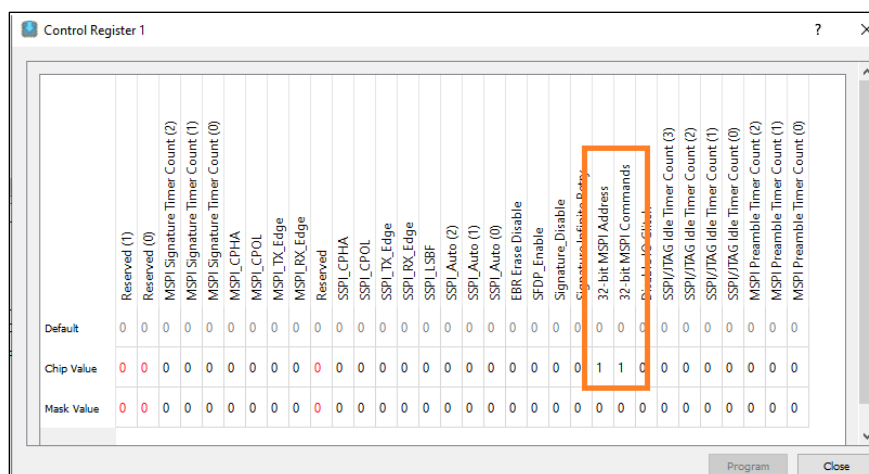 Control Register 1
?
Reserved (1)
Reserved (0)
MSPI Signature Timer Count (2)
MSPI Signature Timer Count (1)
MSPI Signature Timer Count (0)
MSPI_CPHA
MSPI_CPOL
MSPI_TX_Edge
MSPI_RX_Edge
Reserved
SSPI_CPHA
SSPI_CPOL
SSPI_TX_Edge
SSPI_RX_Edge
SSPI_LSBF
SSPI_Auto (2)
SSPI_Auto (1)
SSPI_Auto (0)
EBR Erase Disable
SFDP_Enable
Signature_Disable
Signature Infinite Retry
32-bit MSPI Address
32-bit MSPI Commands
Disable IO Glitch
SSPI/JTAG Idle Timer Count (3)
SSPI/JTAG Idle Timer Count (2)
SSPI/JTAG Idle Timer Count (1)
SSPI/JTAG Idle Timer Count (0)
MSPI Preamble Timer Count (2)
MSPI Preamble Timer Count (1)
MSPI Preamble Timer Count (0)
Default 0 0 0 0 0 0 0 0 0 0 0 0 0 0 0 0 0 0 0 0 0 0 0 0 0 0 0 0 0 0 0 0
Chip Value 0 0 0 0 0 0 0 0 0 0 0 0 0 0 0 0 0 0 0 0 0 0 1 1 0 0 0 0 0 0 0 0
Mask Value 0 0 0 0 0 0 0 0 0 0 0 0 0 0 0 0 0 0 0 0 0 0 0 0 0 0 0 0 0 0 0 0
Program
Close